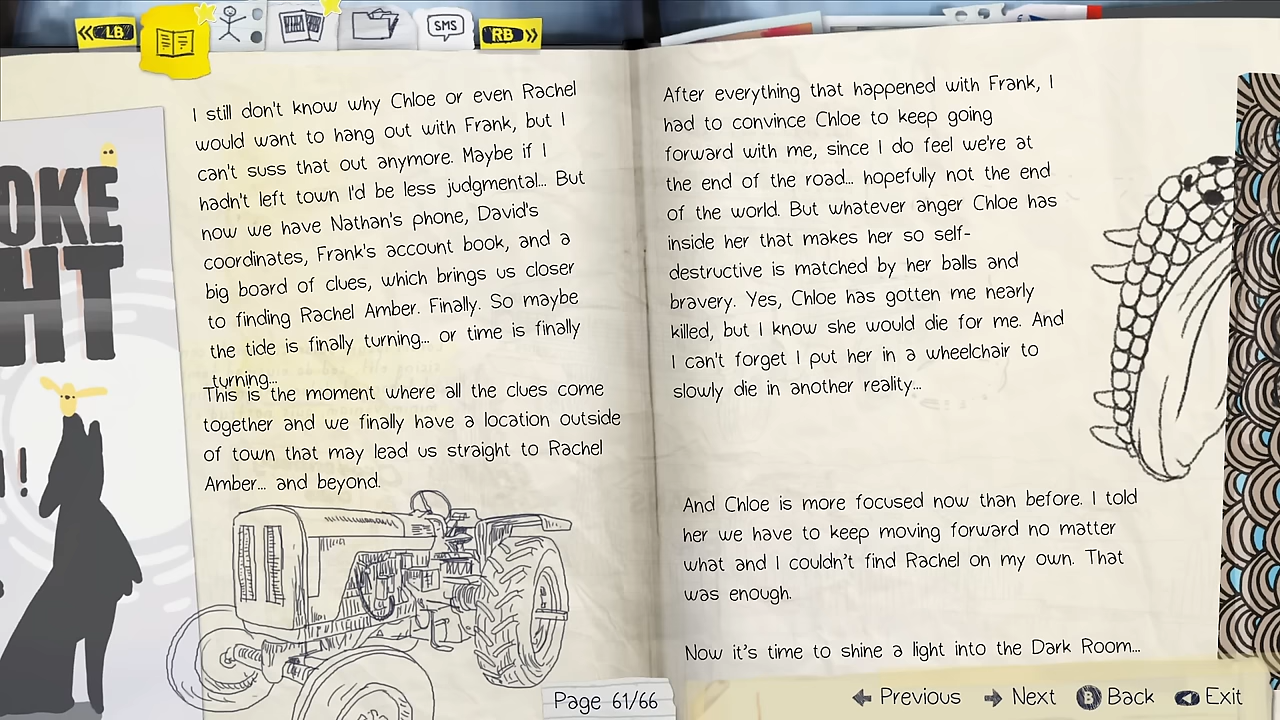 LB
SMS
RB
OKE
HT
!!
I still don't know why Chloe or even Rachel
would want to hang out with Frank, but I
can't suss that out anymore. Maybe if I
hadn't left town I'd be less judgmental... But
now we have Nathan's phone, David's
coordinates, Frank's account book, and a
big board of clues, which brings us closer
to finding Rachel Amber. Finally. So maybe
the tide is finally turning... or time is finally
turning...
This is the moment where all the clues come
together and we finally have a location outside
of town that may lead us straight to Rachel
Amber... and beyond.
After everything that happened with Frank, I
had to convince Chloe to keep going
forward with me, since I do feel we're at
the end of the road... hopefully not the end
of the world. But whatever anger Chloe has
inside her that makes her so self-
destructive is matched by her balls and
bravery. Yes, Chloe has gotten me nearly
killed, but I know she would die for me. And
I can't forget I put her in a wheelchair to
slowly die in another reality...
And Chloe is more focused now than before. I told
her we have to keep moving forward no matter
what and I couldn't find Rachel on my own. That
was enough.
Now it's time to shine a light into the Dark Room...
Page 61/66
Previous
Next
B Back
Exit